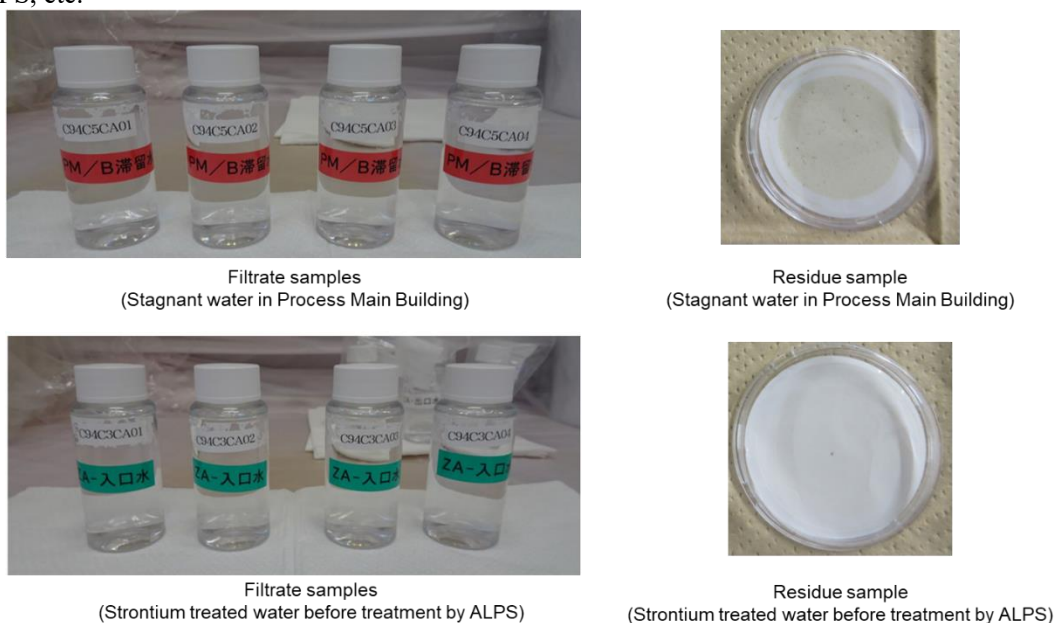 C94C5CA01
C94C5CA02
C94C5CA03
C94C5CA04
PM/B滞留
PM/B滞留
PM/B滞留
PM/B滞留
Filtrate samples
(Stagnant water in Process Main Building)
Residue sample
(Stagnant water in Process Main Building)
C94C3CA01
C94C3CA02
C94C3CA03
C94C3CA04
ZA-入口水
ZA-入口水
ZA-入口水
ZA-入口水
Filtrate samples
(Strontium treated water before treatment by ALPS)
Residue sample
(Strontium treated water before treatment by ALPS)